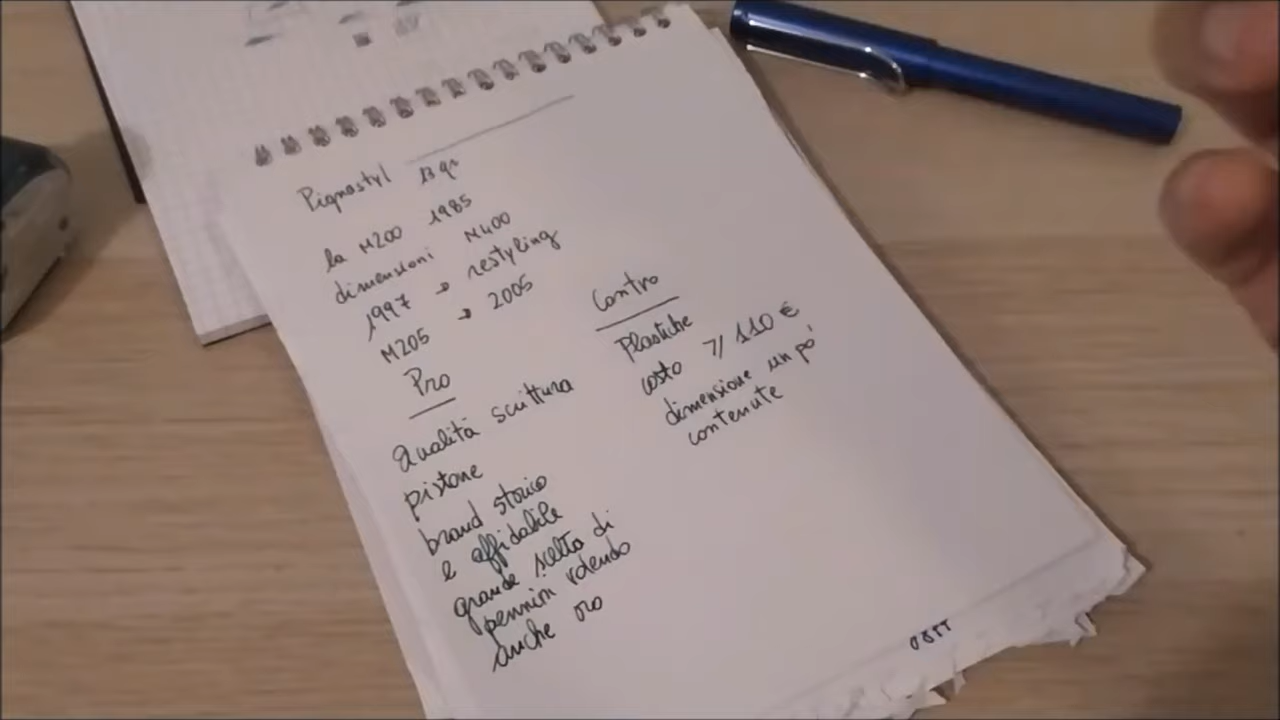 Pignastyl 13 gr
la M200 1985
dimensioni M400
1997 → restyling
M205 → 2005
Pro
Qualità scrittura
pistone
brand storico
e affidabile
grande scelta di
pennini volendo
anche oro
Contro
Plastiche
costo 7/110 €
dimensione un po'
contenute